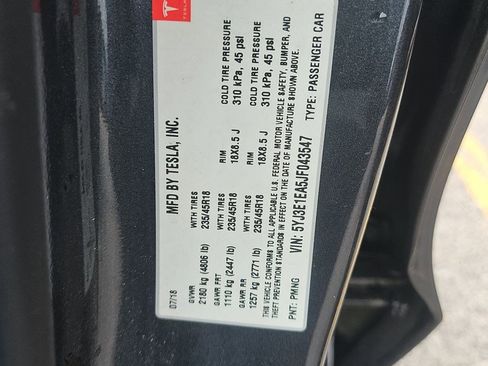 TESLA
07/18
MFD BY TESLA, INC.
GVWR
2180 kg (4806 lb)
GAWR FRT
1110 kg (2447 lb)
WITH TIRES
235/45R18
RIM
18X8.5 J
COLD TIRE PRESSURE
310 kPa, 45 psi
GAWR RR
1257 kg (2771 lb)
WITH TIRES
235/45R18
RIM
18X8.5 J
COLD TIRE PRESSURE
310 kPa, 45 psi
WITH TIRES
235/45R18
THIS VEHICLE CONFORMS TO ALL APPLICABLE U.S. FEDERAL MOTOR VEHICLE SAFETY, BUMPER, AND
THEFT PREVENTION STANDARDS IN EFFECT ON THE DATE OF MANUFACTURE SHOWN ABOVE.
VIN: 5YJ3E1EA5JF043547
PNT: PMNG
TYPE: PASSENGER CAR